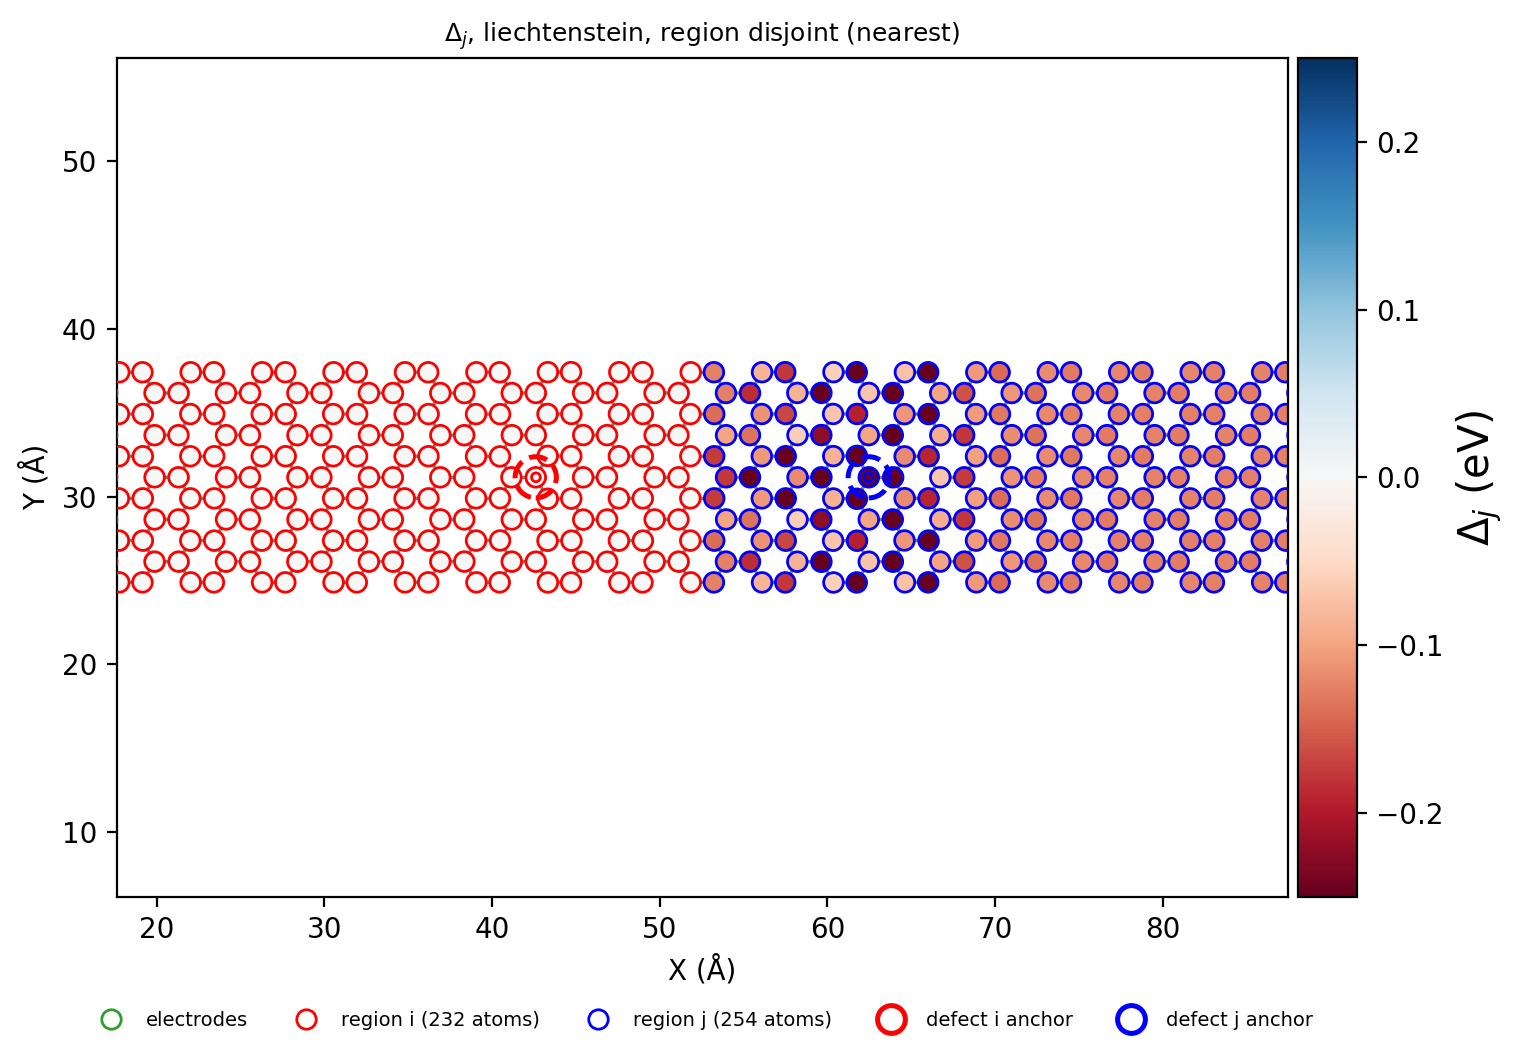 Δj, liechtenstein, region disjoint (nearest)
50
40
30
20
10
Y (Å)
20 30 40 50 60 70 80
X (Å)
0.2
0.1
0.0
−0.1
−0.2
Δj (eV)
electrodes region i (232 atoms) region j (254 atoms) defect i anchor defect j anchor